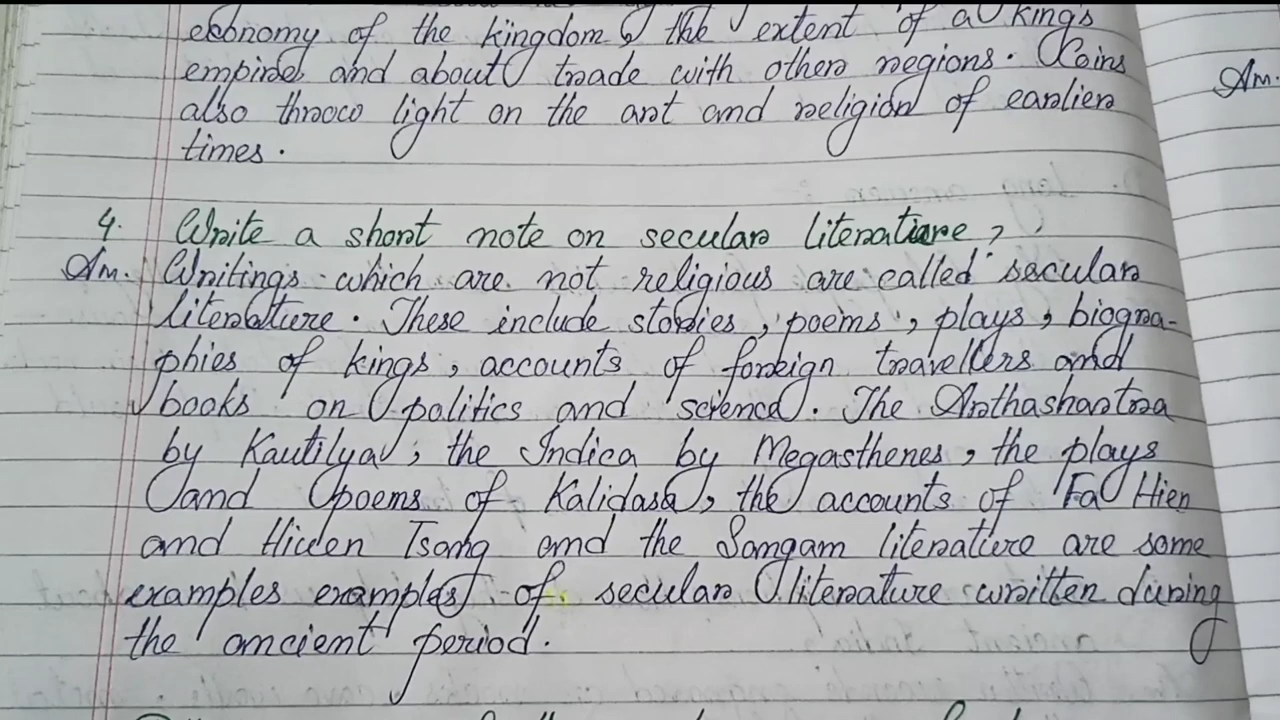 economy of the kingdom, the extent of a king's
empire and about trade with other regions. Coins
also throw light on the art and religion of earlier
times.
Am.
4. Write a short note on secular literature,
Am. Writings which are not religious are called secular
literature. These include stories, poems, plays, biogra-
phies of kings, accounts of foreign travellers and
books on politics and science. The Arthashastra
by Kautilya, the Indica by Megasthenes, the plays
and poems of Kalidasa, the accounts of Fa Hien
and Hiuen Tsang and the Sangam literature are some
examples examples of secular literature written during
the ancient period.